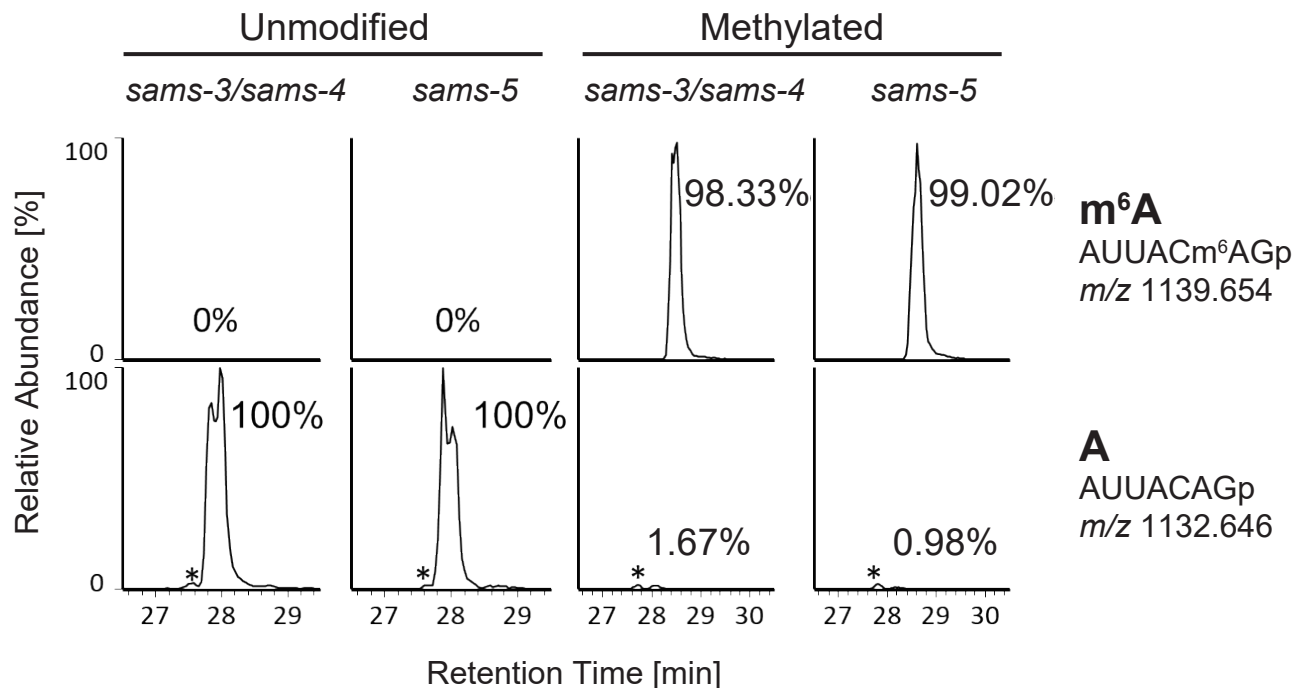 Unmodified
Methylated
sams-3/sams-4
sams-5
sams-3/sams-4
sams-5
Relative Abundance [%]
100
0
0%
0%
98.33%
99.02%
m⁶A
AUUACm⁶AGp
m/z 1139.654
100
0
100%
*
100%
*
1.67%
*
0.98%
*
A
AUUACAGp
m/z 1132.646
27 28 29
27 28 29
27 28 29 30
27 28 29 30
Retention Time [min]